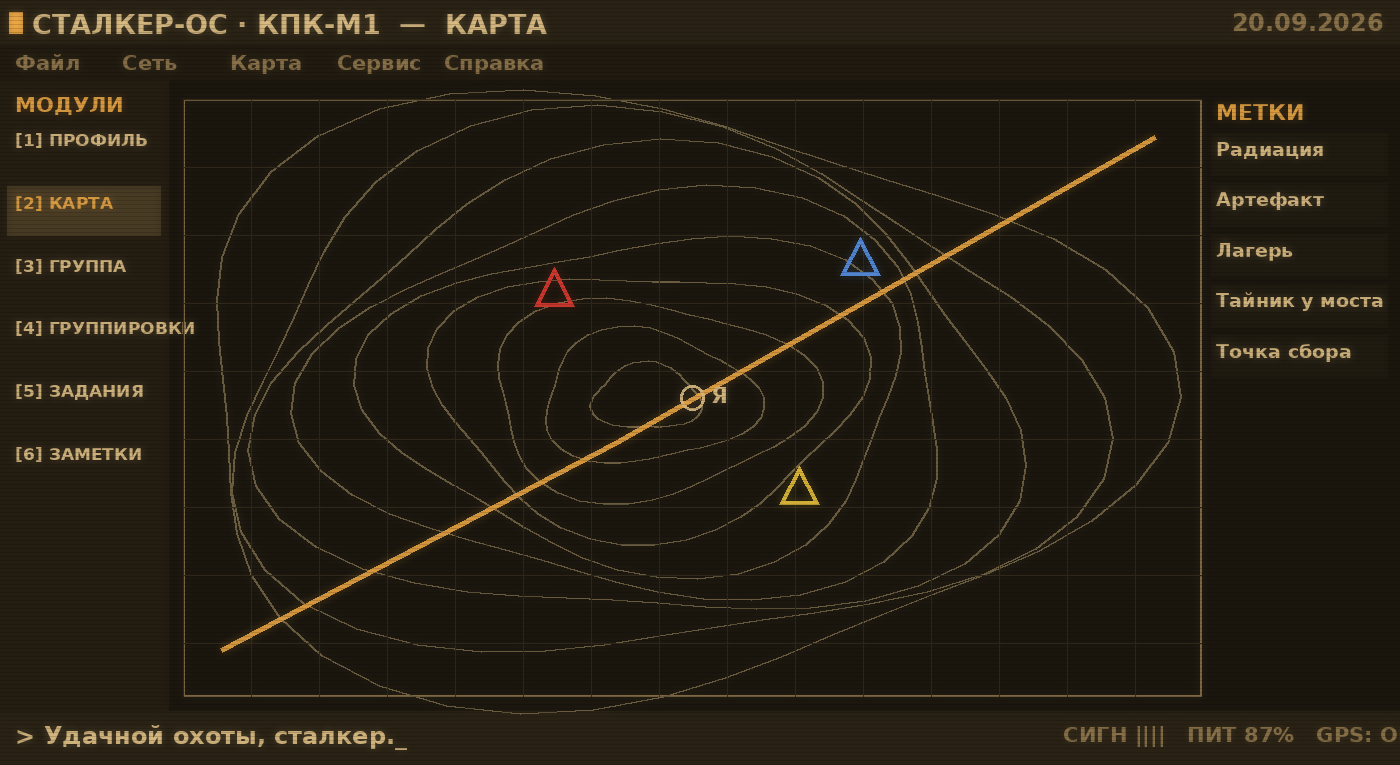 СТАЛКЕР-ОС · КПК-М1 — КАРТА
20.09.2026
Файл Сеть Карта Сервис Справка
МОДУЛИ
[1] ПРОФИЛЬ
[2] КАРТА
[3] ГРУППА
[4] ГРУППИРОВКИ
[5] ЗАДАНИЯ
[6] ЗАМЕТКИ
Я
МЕТКИ
Радиация
Артефакт
Лагерь
Тайник у моста
Точка сбора
> Удачной охоты, сталкер._
СИГН |||| ПИТ 87% GPS: O